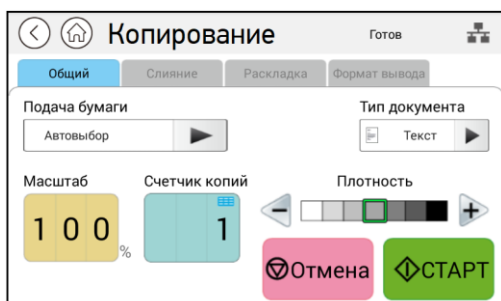 Копирование Готов
Общий Слияние Раскладка Формат вывода
Подача бумаги Тип документа
Автовыбор Текст
Масштаб Счетчик копий Плотность
100 % 1
Отмена СТАРТ